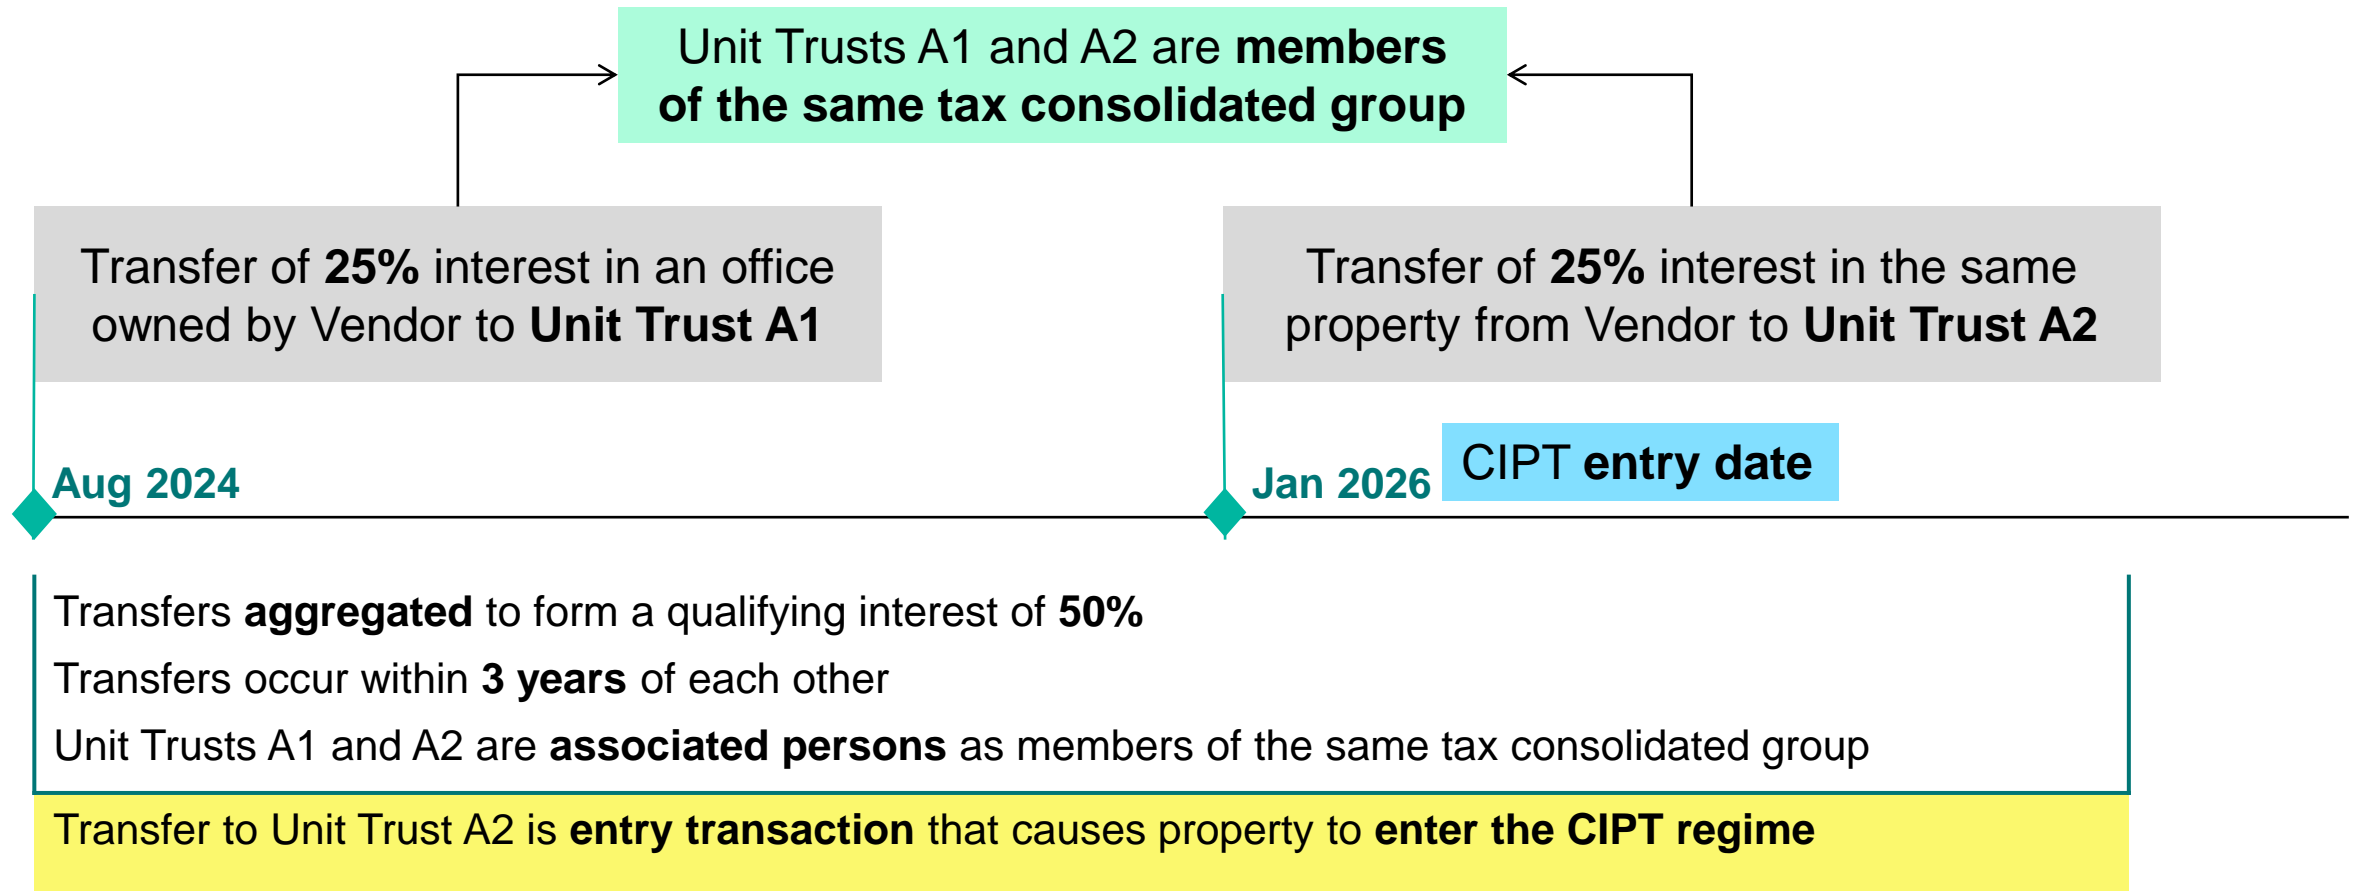 Unit Trusts A1 and A2 are members
of the same tax consolidated group
Transfer of 25% interest in an office
owned by Vendor to Unit Trust A1
Transfer of 25% interest in the same
property from Vendor to Unit Trust A2
Aug 2024
Jan 2026
CIPT entry date
Transfers aggregated to form a qualifying interest of 50%
Transfers occur within 3 years of each other
Unit Trusts A1 and A2 are associated persons as members of the same tax consolidated group
Transfer to Unit Trust A2 is entry transaction that causes property to enter the CIPT regime